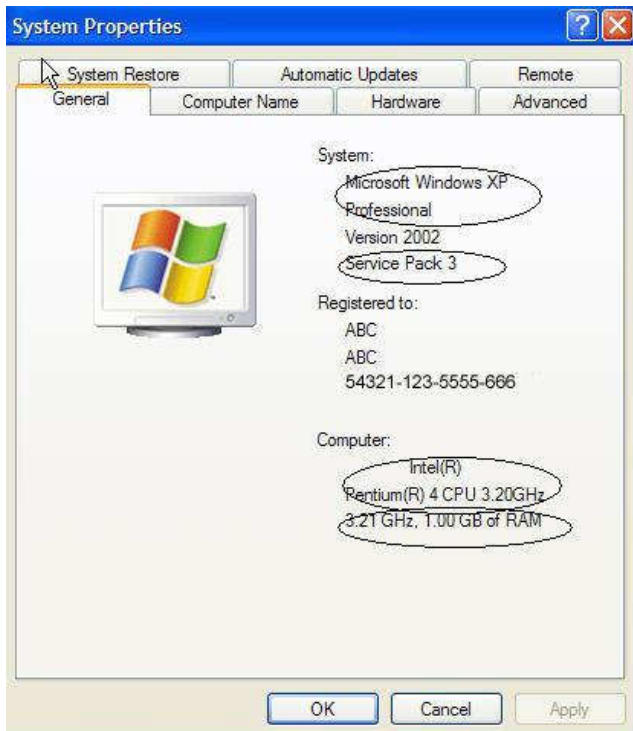 System Properties
System Restore Automatic Updates Remote
General Computer Name Hardware Advanced
System:
Microsoft Windows XP
Professional
Version 2002
Service Pack 3
Registered to:
ABC
ABC
54321-123-5555-666
Computer:
Intel(R)
Pentium(R) 4 CPU 3.20GHz
3.21 GHz, 1.00 GB of RAM
OK Cancel Apply